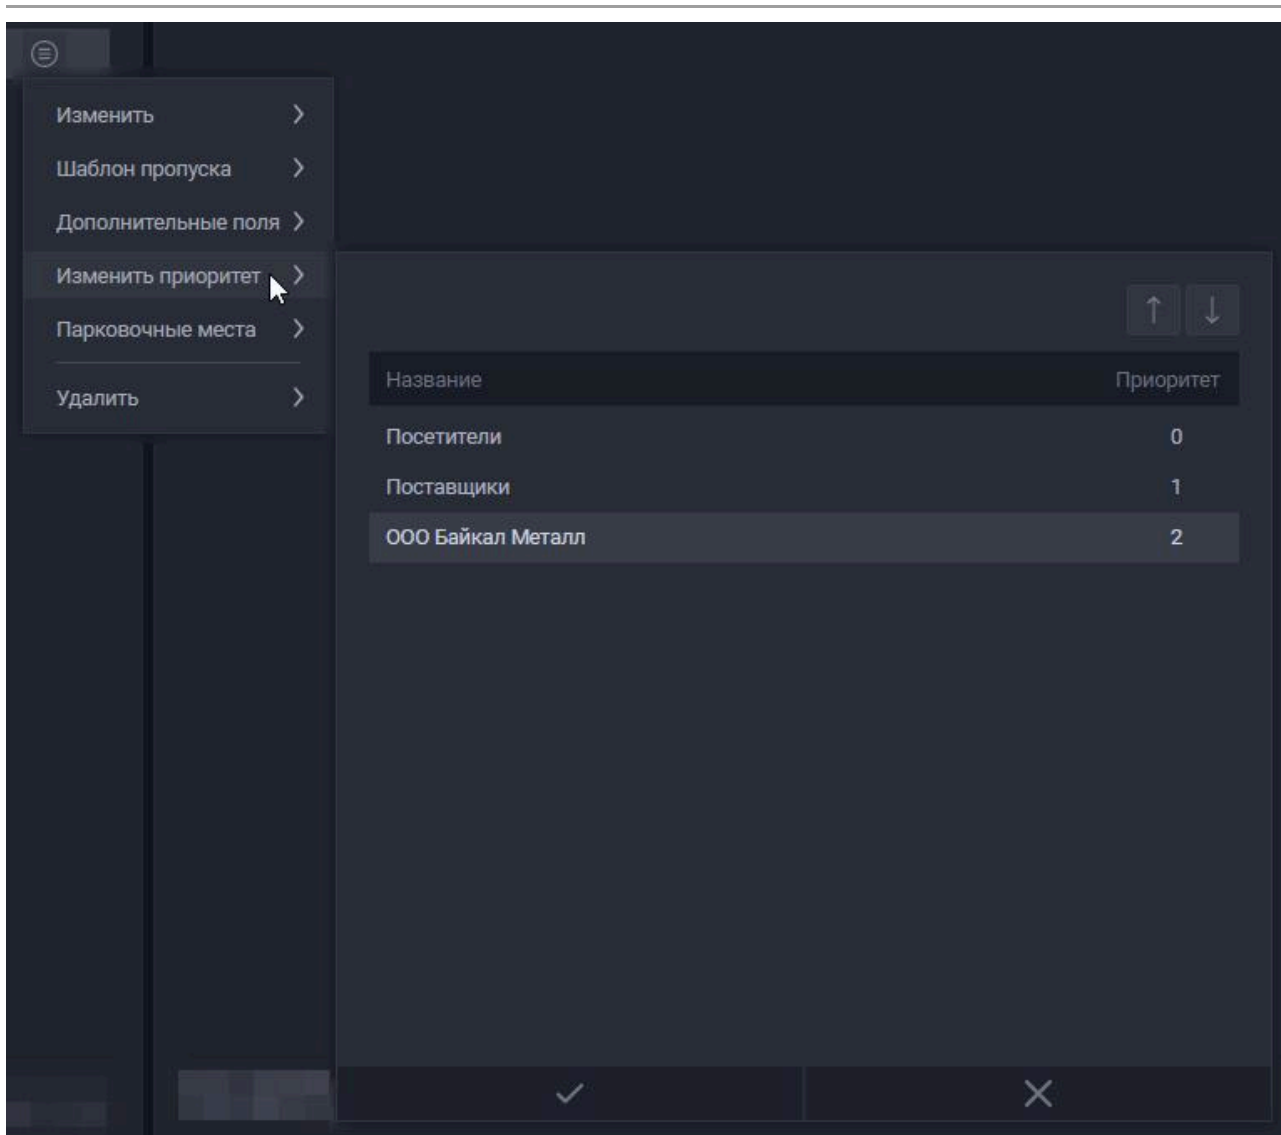 Изменить
Шаблон пропуска
Дополнительные поля
Изменить приоритет
Парковочные места
Удалить
Название Приоритет
Посетители 0
Поставщики 1
ООО Байкал Металл 2